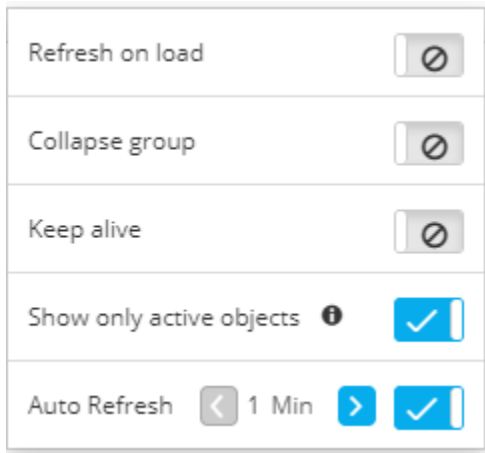 Refresh on load
Collapse group
Keep alive
Show only active objects
Auto Refresh 1 Min